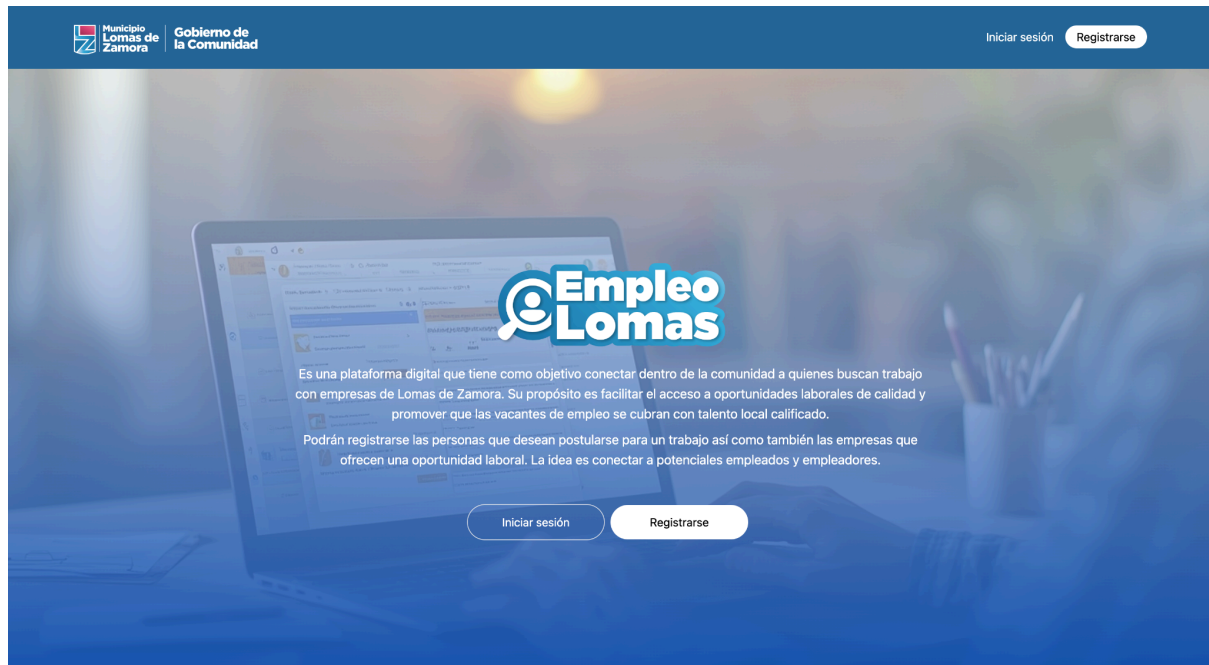 Municipio
Lomas de
Zamora
Gobierno de
la Comunidad
Iniciar sesión
Registrarse
Empleo
Lomas
Es una plataforma digital que tiene como objetivo conectar dentro de la comunidad a quienes buscan trabajo
con empresas de Lomas de Zamora. Su propósito es facilitar el acceso a oportunidades laborales de calidad y
promover que las vacantes de empleo se cubran con talento local calificado.
Podrán registrarse las personas que desean postularse para un trabajo así como también las empresas que
ofrecen una oportunidad laboral. La idea es conectar a potenciales empleados y empleadores.
Iniciar sesión
Registrarse